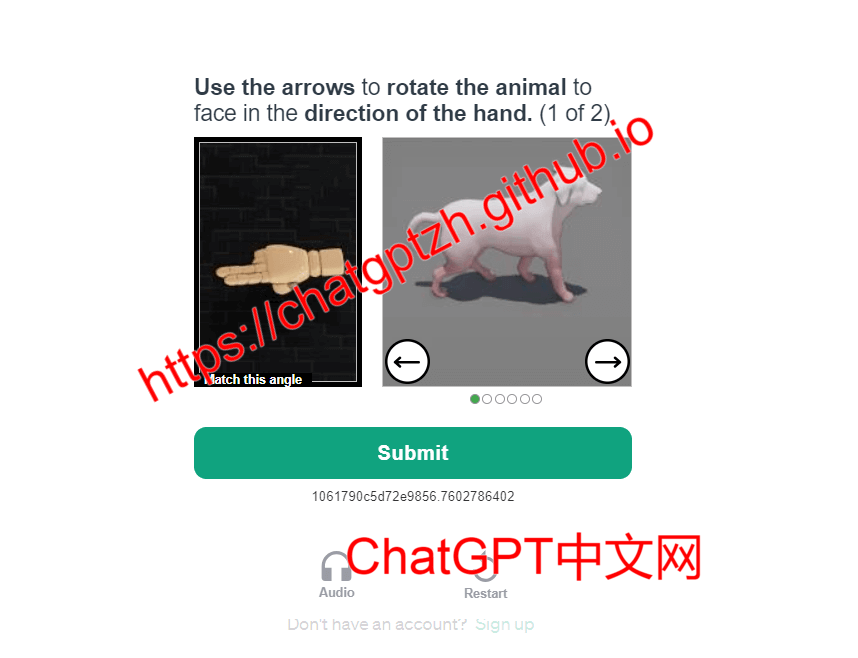 Use the arrows to rotate the animal to
face in the direction of the hand. (1 of 2)
https://chatgptzh.github.io
Match this angle
Submit
1061790c5d72e9856.7602786402
ChatGPT中文网
Audio
Restart
Don't have an account? Sign up